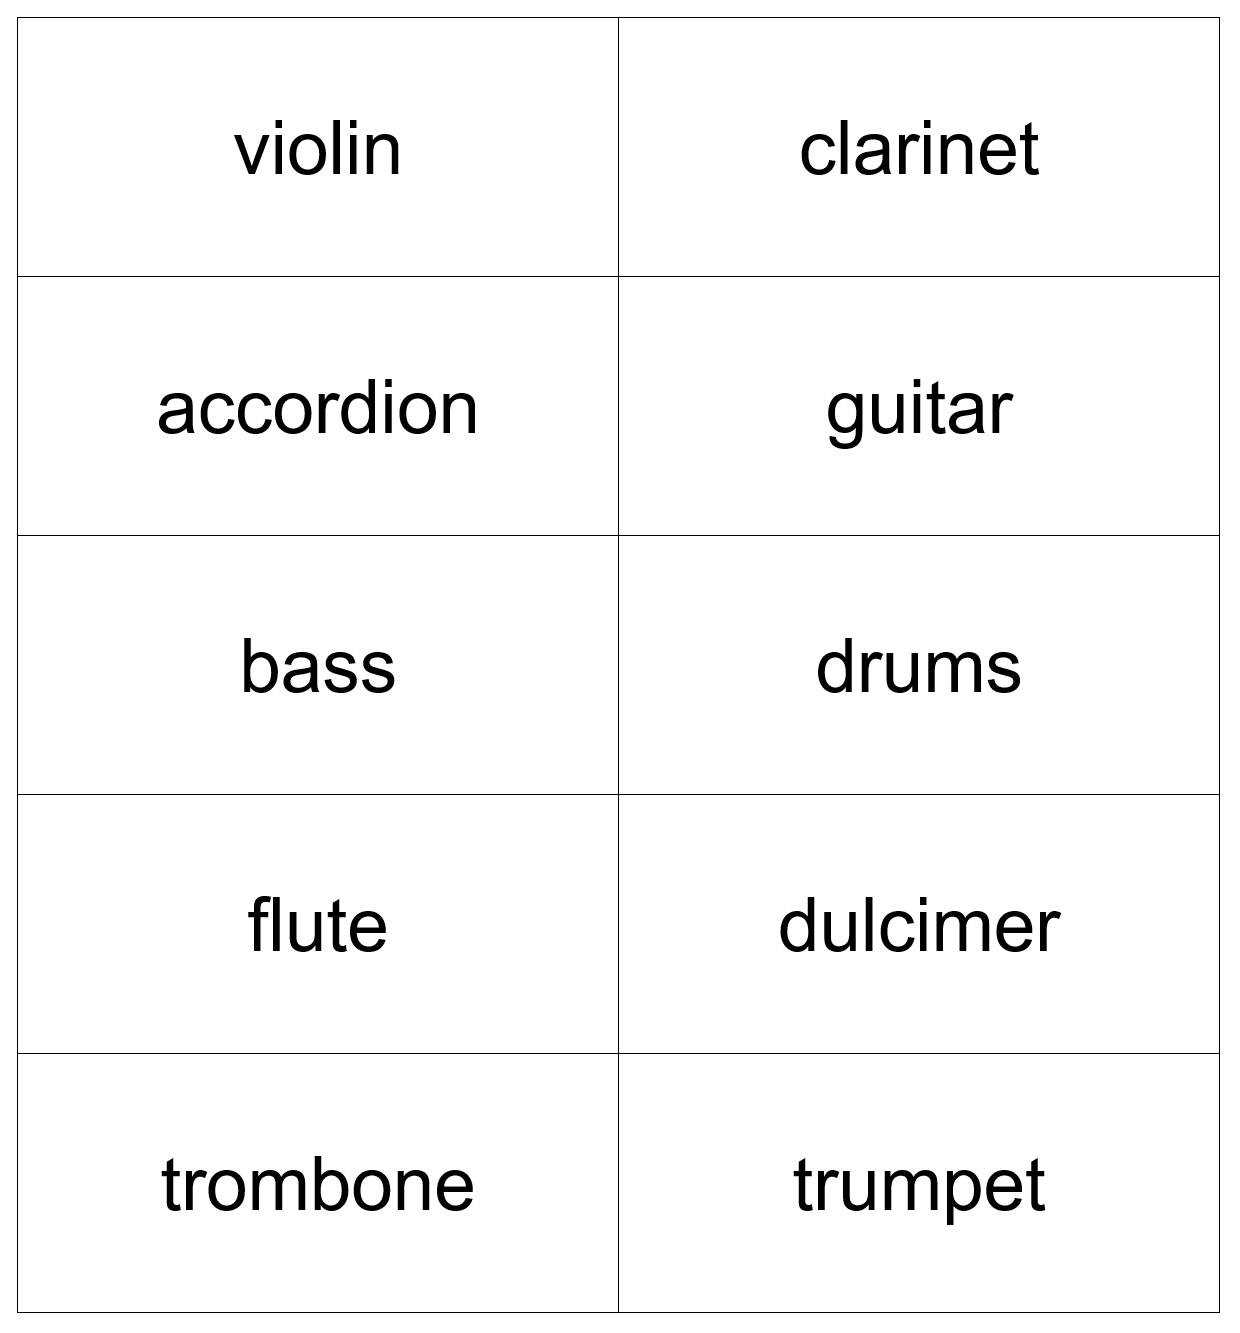 violin
clarinet
accordion
guitar
bass
drums
flute
dulcimer
trombone
trumpet